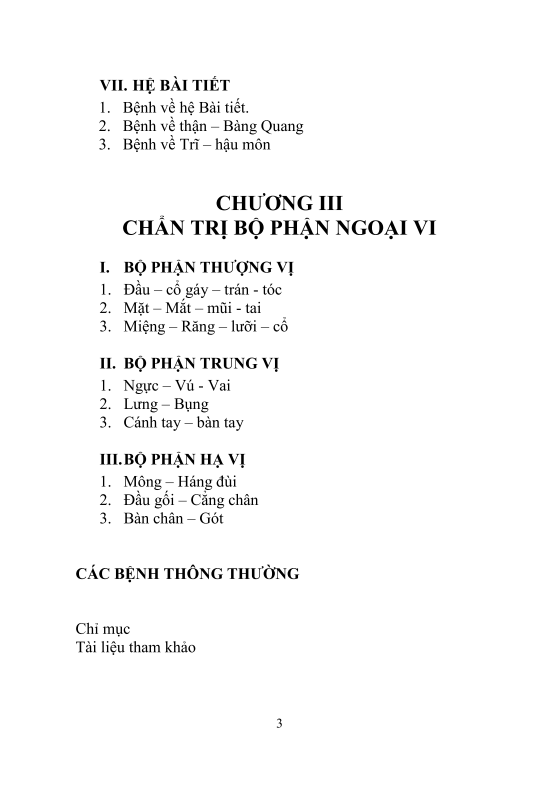 VII. HỆ BÀI TIẾT
1. Bệnh về hệ Bài tiết.
2. Bệnh về thận – Bàng Quang
3. Bệnh về Trĩ – hậu môn
CHƯƠNG III
CHẨN TRỊ BỘ PHẬN NGOẠI VI
I. BỘ PHẬN THƯỢNG VỊ
1. Đầu – cổ gáy – trán - tóc
2. Mặt – Mắt – mũi - tai
3. Miệng – Răng – lưỡi – cổ
II. BỘ PHẬN TRUNG VỊ
1. Ngực – Vú - Vai
2. Lưng – Bụng
3. Cánh tay – bàn tay
III. BỘ PHẬN HẠ VỊ
1. Mông – Háng đùi
2. Đầu gối – Cẳng chân
3. Bàn chân – Gót
CÁC BỆNH THÔNG THƯỜNG
Chỉ mục
Tài liệu tham khảo
3